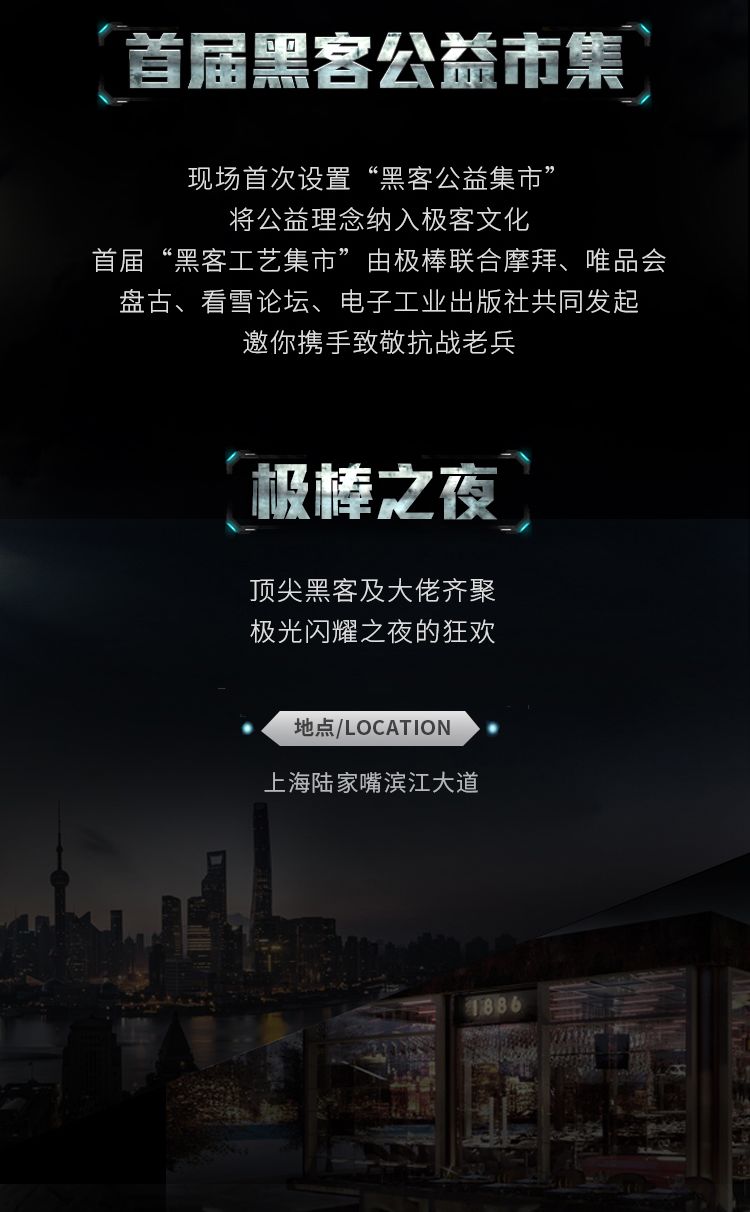 首届黑客公益市集
现场首次设置“黑客公益集市”
将公益理念纳入极客文化
首届“黑客工艺集市”由极棒联合摩拜、唯品会
盘古、看雪论坛、电子工业出版社共同发起
邀你携手致敬抗战老兵
极棒之夜
顶尖黑客及大佬齐聚
极光闪耀之夜的狂欢
地点/LOCATION
上海陆家嘴滨江大道
1886